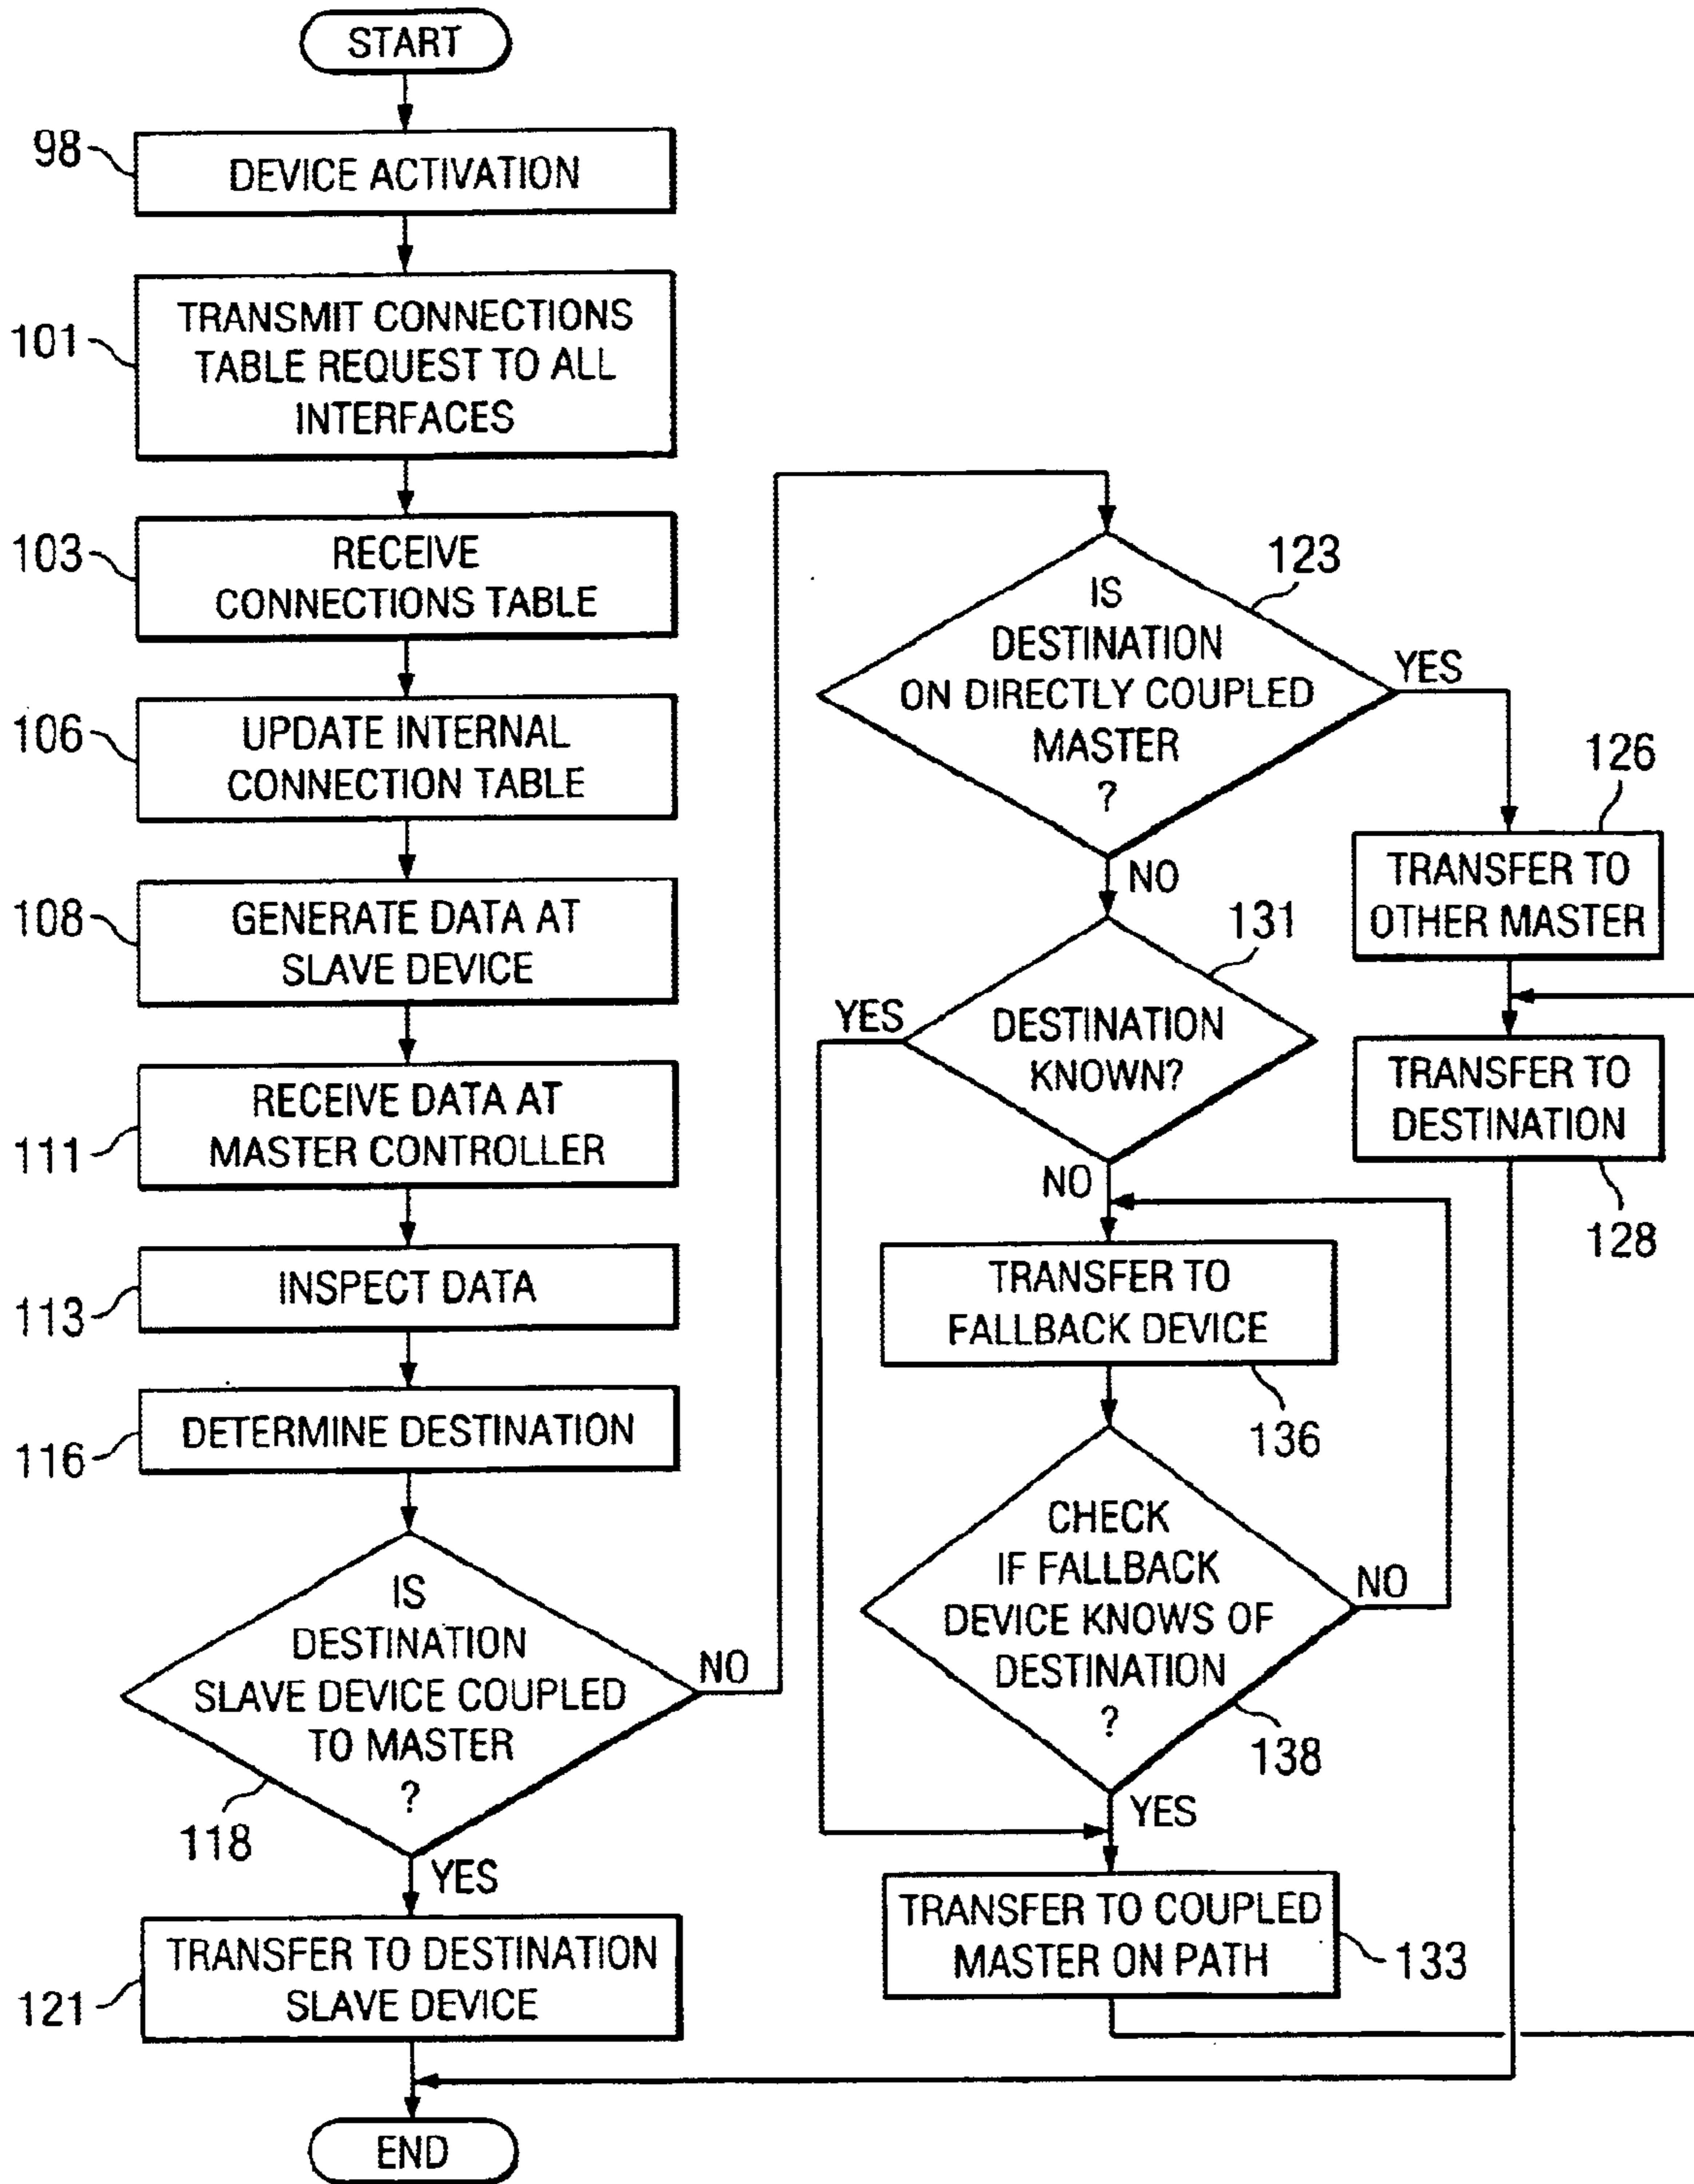 START
98
DEVICE ACTIVATION
101
TRANSMIT CONNECTIONS
TABLE REQUEST TO ALL
INTERFACES
103
RECEIVE
CONNECTIONS TABLE
106
UPDATE INTERNAL
CONNECTION TABLE
108
GENERATE DATA AT
SLAVE DEVICE
111
RECEIVE DATA AT
MASTER CONTROLLER
113
INSPECT DATA
116
DETERMINE DESTINATION
IS
DESTINATION
SLAVE DEVICE COUPLED
TO MASTER
?
118
NO
YES
121
TRANSFER TO DESTINATION
SLAVE DEVICE
END
123
IS
DESTINATION
ON DIRECTLY COUPLED
MASTER
?
YES
NO
126
TRANSFER TO
OTHER MASTER
TRANSFER TO
DESTINATION
128
131
DESTINATION
KNOWN?
YES
NO
TRANSFER TO
FALLBACK DEVICE
136
CHECK
IF FALLBACK
DEVICE KNOWS OF
DESTINATION
?
NO
138
YES
TRANSFER TO COUPLED
MASTER ON PATH
133